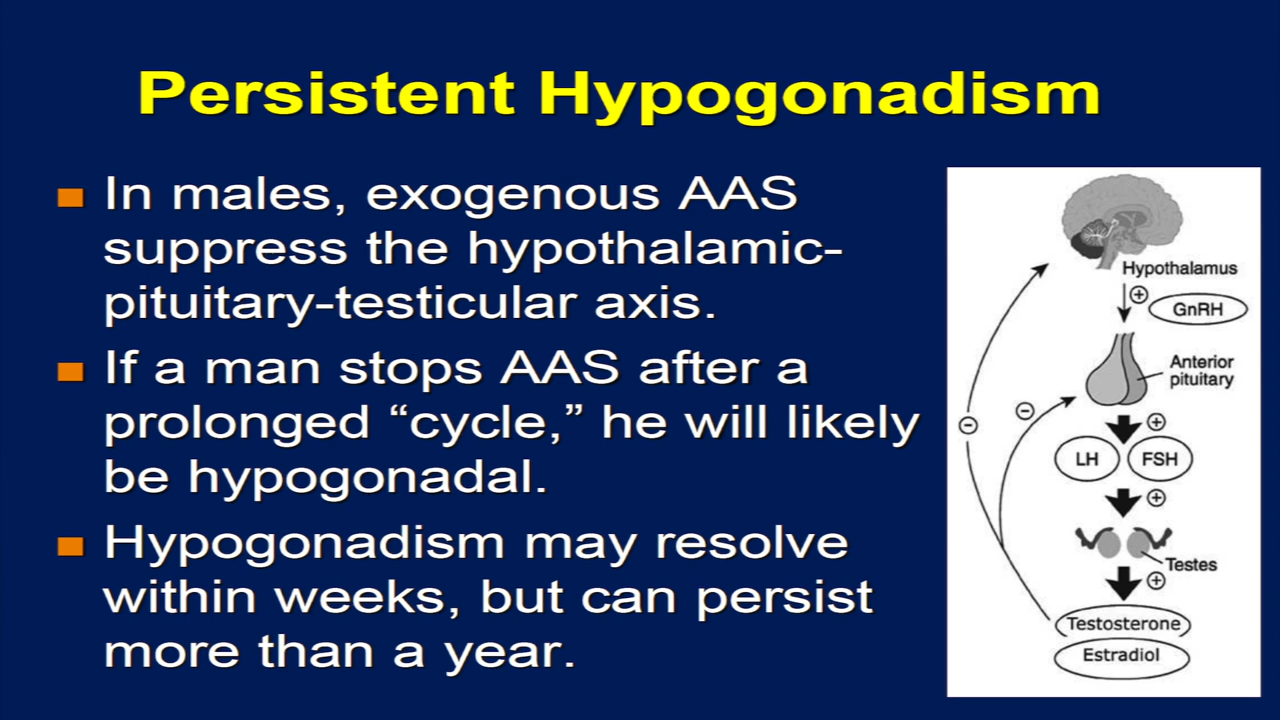 Persistent Hypogonadism
In males, exogenous AAS
suppress the hypothalamic-
pituitary-testicular axis.
If a man stops AAS after a
prolonged “cycle,” he will likely
be hypogonadal.
Hypogonadism may resolve
within weeks, but can persist
more than a year.
Hypothalamus
+
GnRH
Anterior
pituitary
−
−
+
LH FSH
+
Testes
+
Testosterone
Estradiol